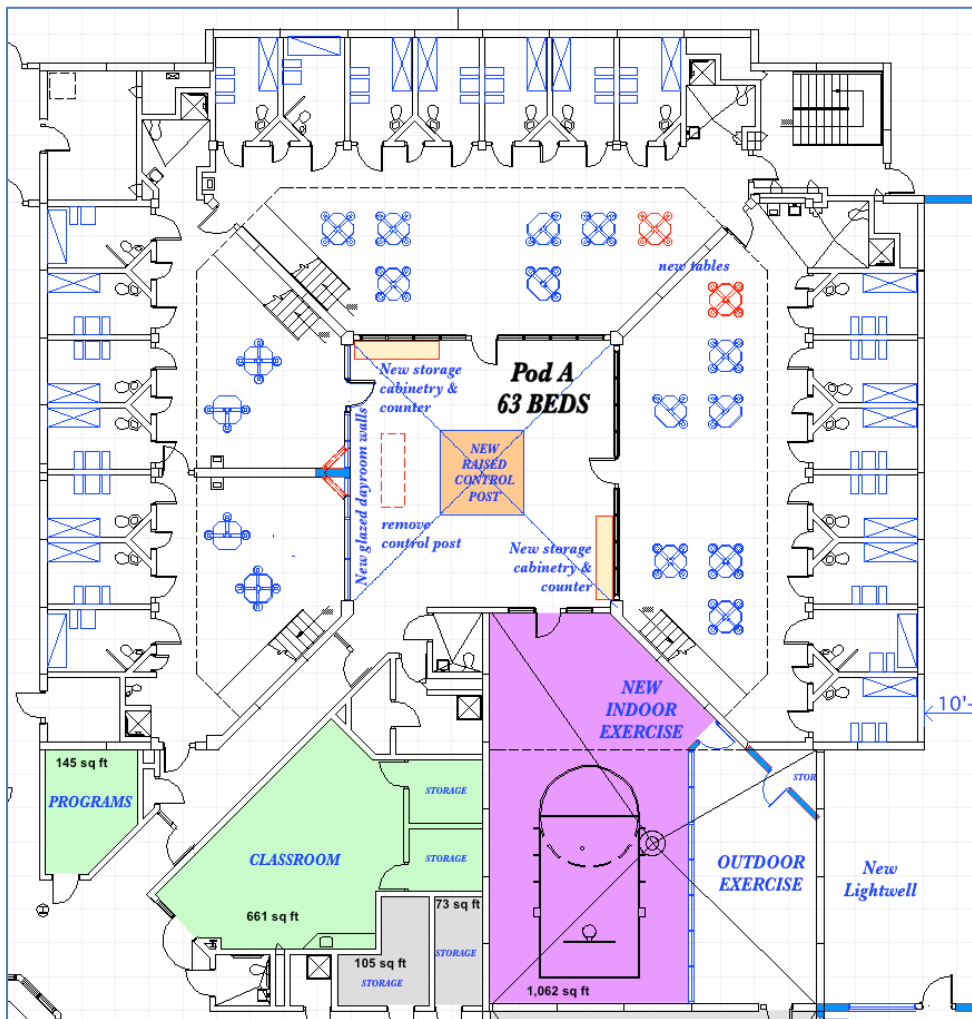 new tables
Pod A
63 BEDS
New storage
cabinetry &
counter
New glazed dayroom walls
NEW
RAISED
CONTROL
POST
remove
control post
New storage
cabinetry &
counter
NEW
INDOOR
EXERCISE
10'-
145 sq ft
PROGRAMS
STORAGE
STOR
CLASSROOM
STORAGE
OUTDOOR
EXERCISE
New
Lightwell
661 sq ft
73 sq ft
STORAGE
105 sq ft
STORAGE
1,062 sq ft